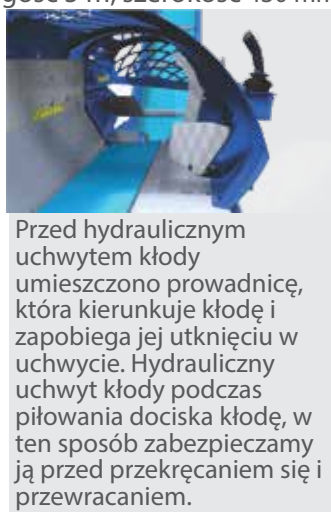 Przed hydraulicznym
uchwytem kłody
umieszczono prowadnicę,
która kierunkuje kłodę i
zapobiega jej utknięciu w
uchwycie. Hydrauliczny
uchwyt kłody podczas
piłowania dociska kłodę, w
ten sposób zabezpieczamy
ją przed przekręcaniem się i
przewracaniem.